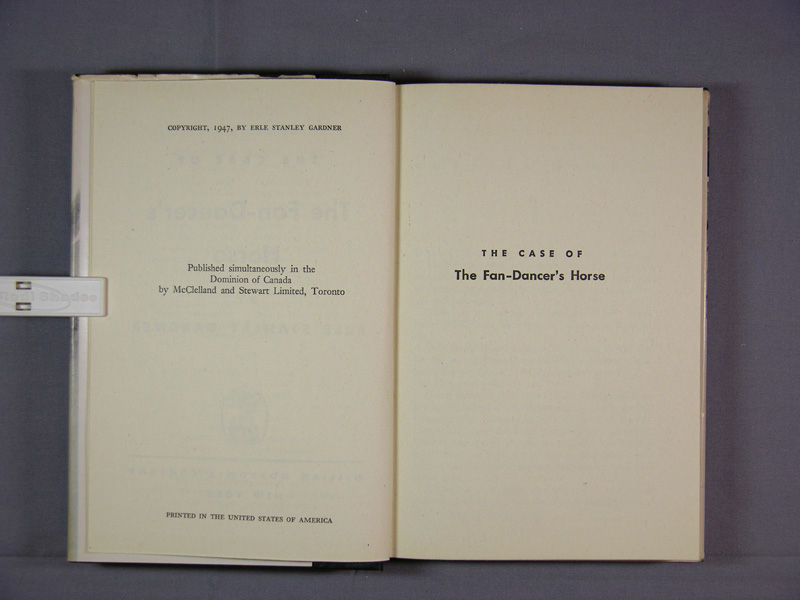 COPYRIGHT, 1947, BY ERLE STANLEY GARDNER
Published simultaneously in the
Dominion of Canada
by McClelland and Stewart Limited, Toronto
PRINTED IN THE UNITED STATES OF AMERICA
THE CASE OF
The Fan-Dancer's Horse